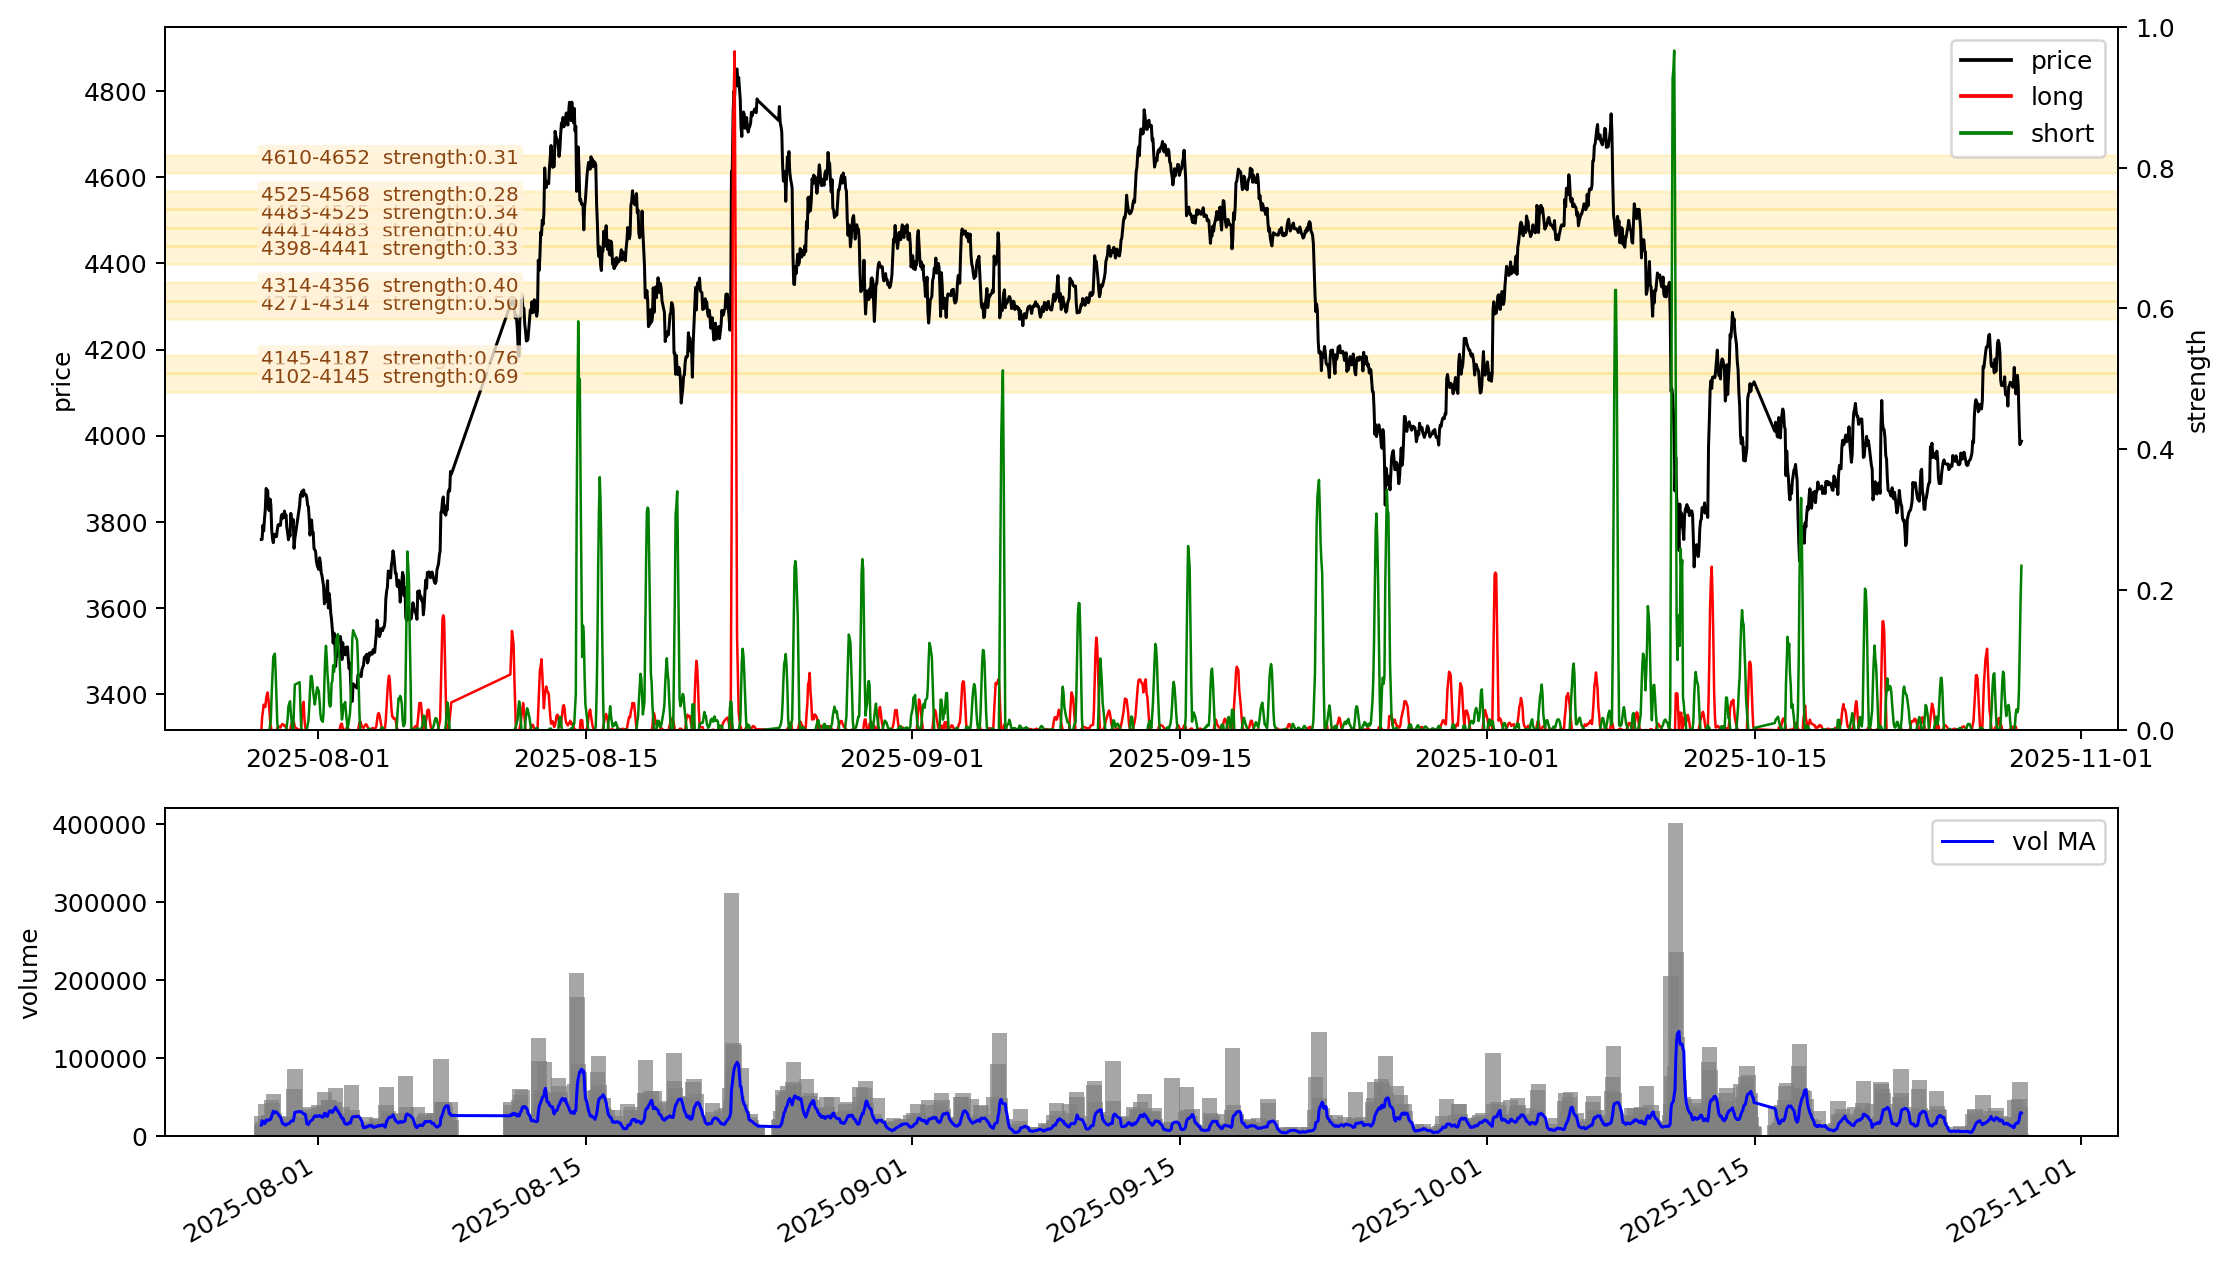 price
long
short
4800
4600
4400
4200
4000
3800
3600
3400
price
1.0
0.8
0.6
0.4
0.2
0.0
strength
4610-4652 strength:0.31
4525-4568 strength:0.28
4483-4525 strength:0.34
4441-4483 strength:0.40
4398-4441 strength:0.33
4314-4356 strength:0.40
4271-4314 strength:0.50
4145-4187 strength:0.76
4102-4145 strength:0.69
2025-08-01
2025-08-15
2025-09-01
2025-09-15
2025-10-01
2025-10-15
2025-11-01
vol MA
400000
300000
200000
100000
0
volume
2025-08-01
2025-08-15
2025-09-01
2025-09-15
2025-10-01
2025-10-15
2025-11-01